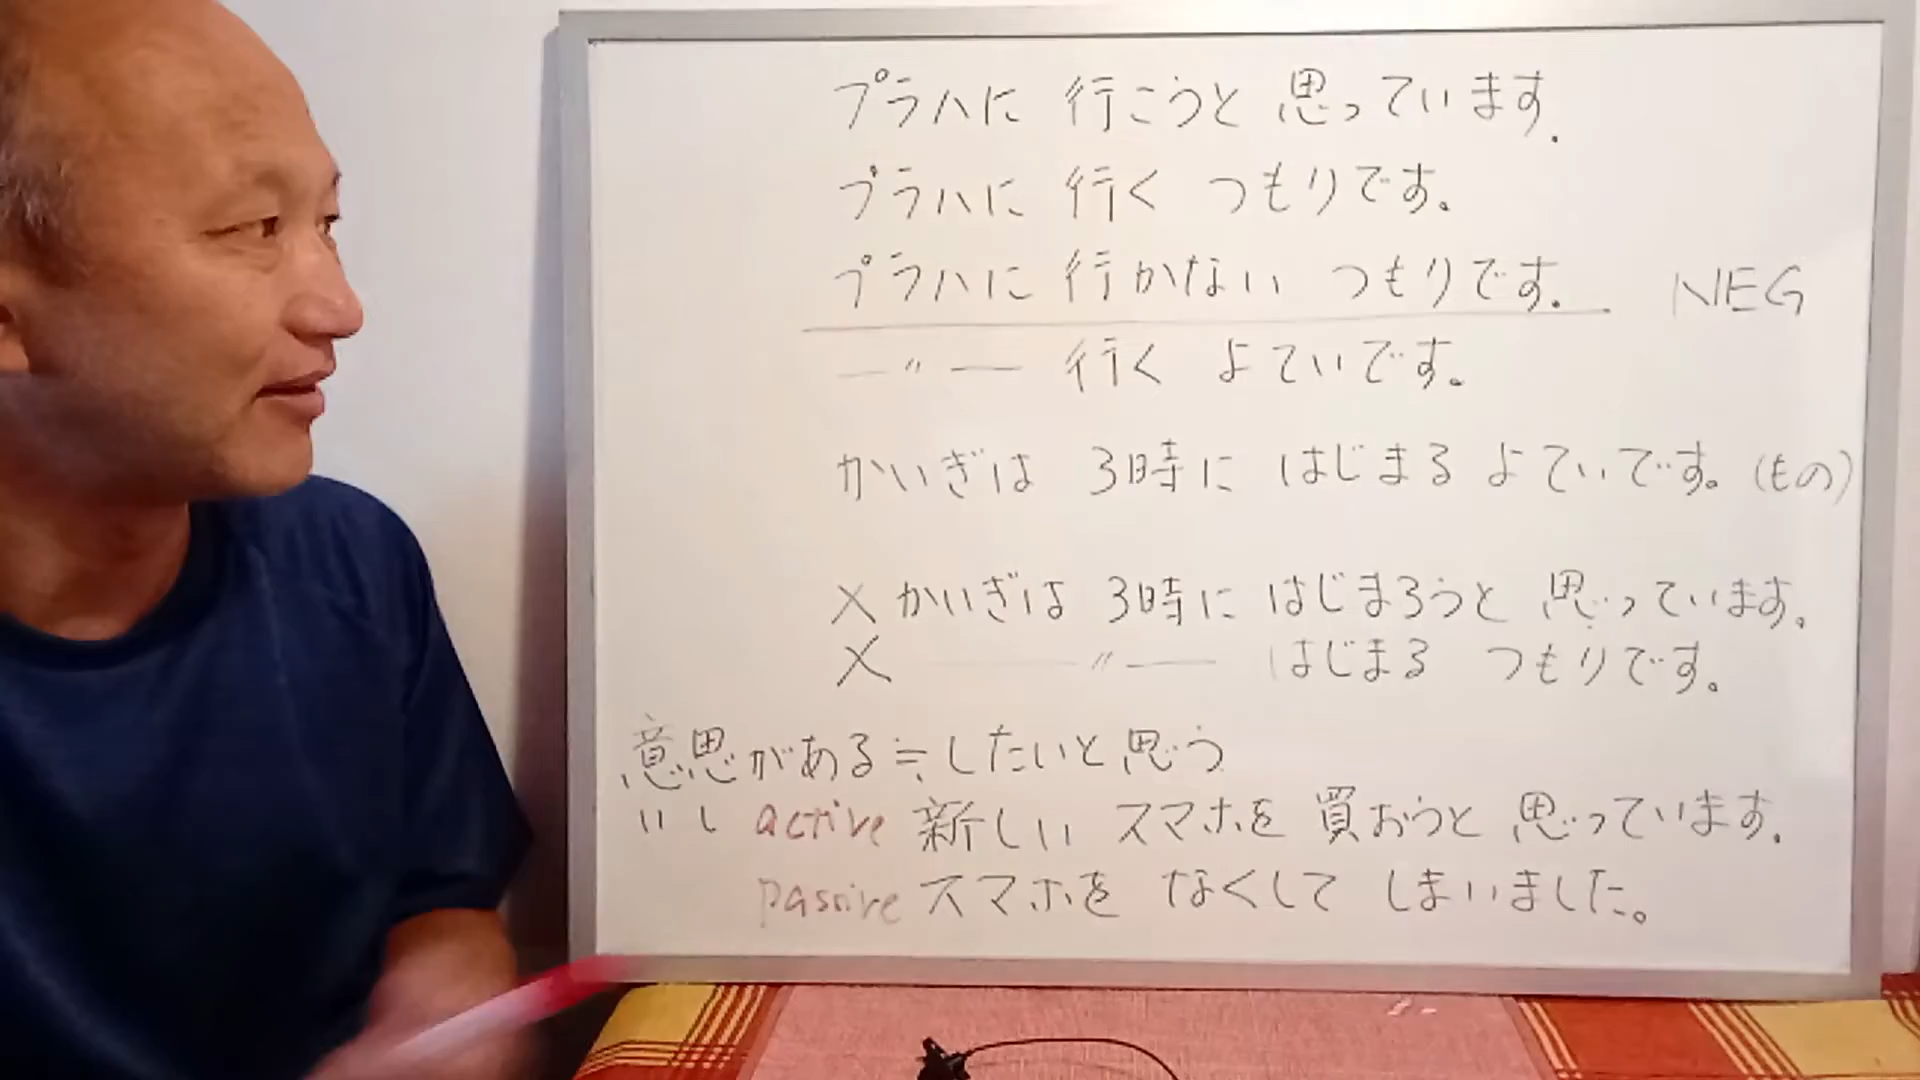 プラハに 行こうと 思っています.
プラハに 行く つもりです。
プラハに 行かない つもりです. NEG
—〃— 行く よていです。
かいぎは 3時に はじまる よていです。(もの)
× かいぎは 3時に はじまろうと 思っています。
× —〃— はじまる つもりです。
意思がある≒したいと思う
いし active 新しい スマホを 買おうと 思っています.
passive スマホを なくして しまいました。